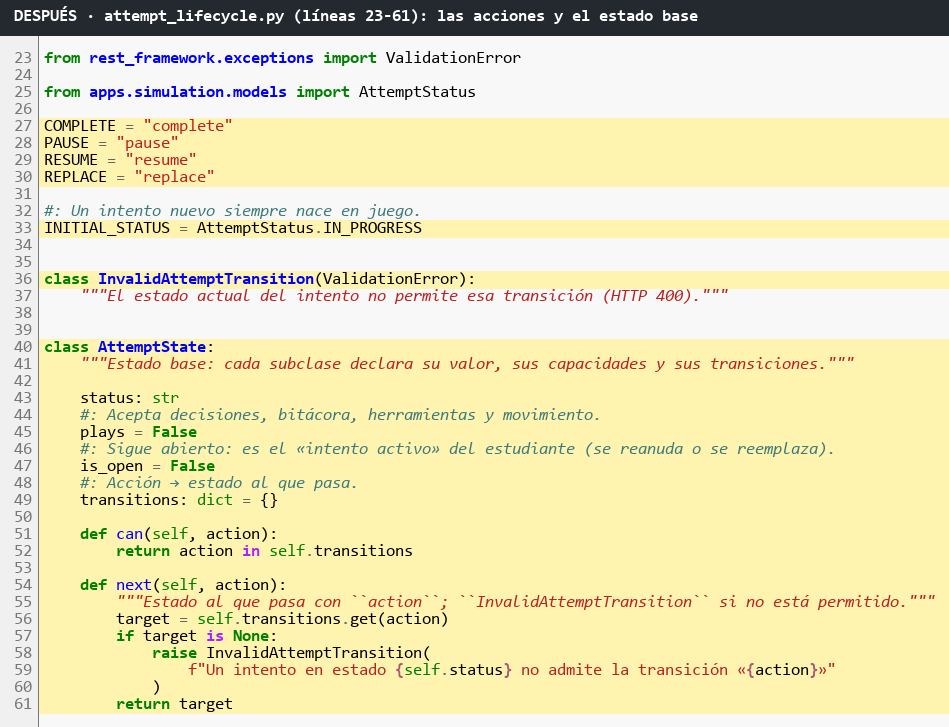 DESPUÉS · attempt_lifecycle.py (líneas 23-61): las acciones y el estado base
23 from rest_framework.exceptions import ValidationError
24
25 from apps.simulation.models import AttemptStatus
26
27 COMPLETE = "complete"
28 PAUSE = "pause"
29 RESUME = "resume"
30 REPLACE = "replace"
31
32 #: Un intento nuevo siempre nace en juego.
33 INITIAL_STATUS = AttemptStatus.IN_PROGRESS
34
35
36 class InvalidAttemptTransition(ValidationError):
37     """El estado actual del intento no permite esa transición (HTTP 400)."""
38
39
40 class AttemptState:
41     """Estado base: cada subclase declara su valor, sus capacidades y sus transiciones."""
42
43     status: str
44     #: Acepta decisiones, bitácora, herramientas y movimiento.
45     plays = False
46     #: Sigue abierto: es el «intento activo» del estudiante (se reanuda o se reemplaza).
47     is_open = False
48     #: Acción → estado al que pasa.
49     transitions: dict = {}
50
51     def can(self, action):
52         return action in self.transitions
53
54     def next(self, action):
55         """Estado al que pasa con ``action``; ``InvalidAttemptTransition`` si no está permitido."""
56         target = self.transitions.get(action)
57         if target is None:
58             raise InvalidAttemptTransition(
59                 f"Un intento en estado {self.status} no admite la transición «{action}»"
60             )
61         return target